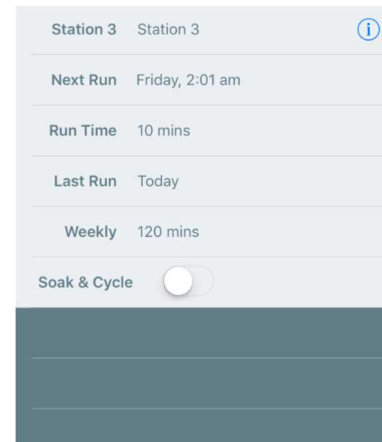 Station 3 Station 3
Next Run Friday, 2:01 am
Run Time 10 mins
Last Run Today
Weekly 120 mins
Soak & Cycle